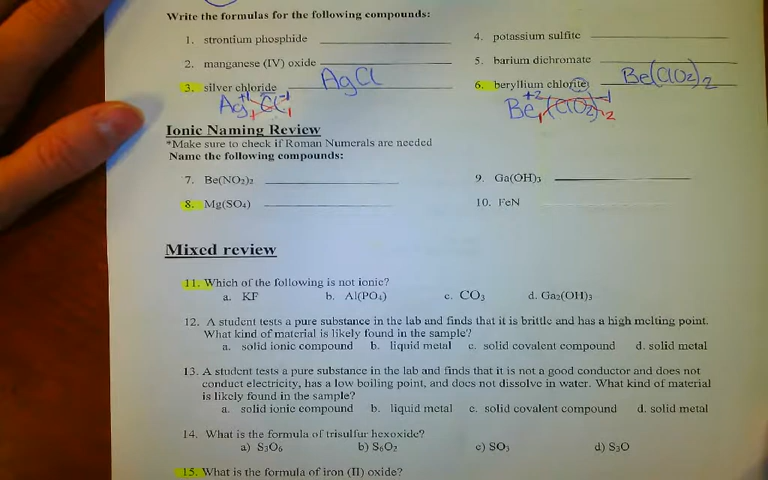 Write the formulas for the following compounds:
1. strontium phosphide
4. potassium sulfite
2. manganese (IV) oxide
5. barium dichromate
3. silver chloride AgCl
6. beryllium chlorite Be(ClO2)2
Ag+1 Cl-1 1 1
Be+2 (ClO2)-1 1 2
Ionic Naming Review
*Make sure to check if Roman Numerals are needed
Name the following compounds:
7. Be(NO₂)₂
9. Ga(OH)₃
8. Mg(SO₄)
10. FeN
Mixed review
11. Which of the following is not ionic?
a. KF b. Al(PO₄) c. CO₃ d. Ga₂(OH)₃
12. A student tests a pure substance in the lab and finds that it is brittle and has a high melting point.
What kind of material is likely found in the sample?
a. solid ionic compound b. liquid metal c. solid covalent compound d. solid metal
13. A student tests a pure substance in the lab and finds that it is not a good conductor and does not
conduct electricity, has a low boiling point, and does not dissolve in water. What kind of material
is likely found in the sample?
a. solid ionic compound b. liquid metal c. solid covalent compound d. solid metal
14. What is the formula of trisulfur hexoxide?
a) S₃O₆ b) S₆O₂ c) SO₃ d) S₃O
15. What is the formula of iron (II) oxide?